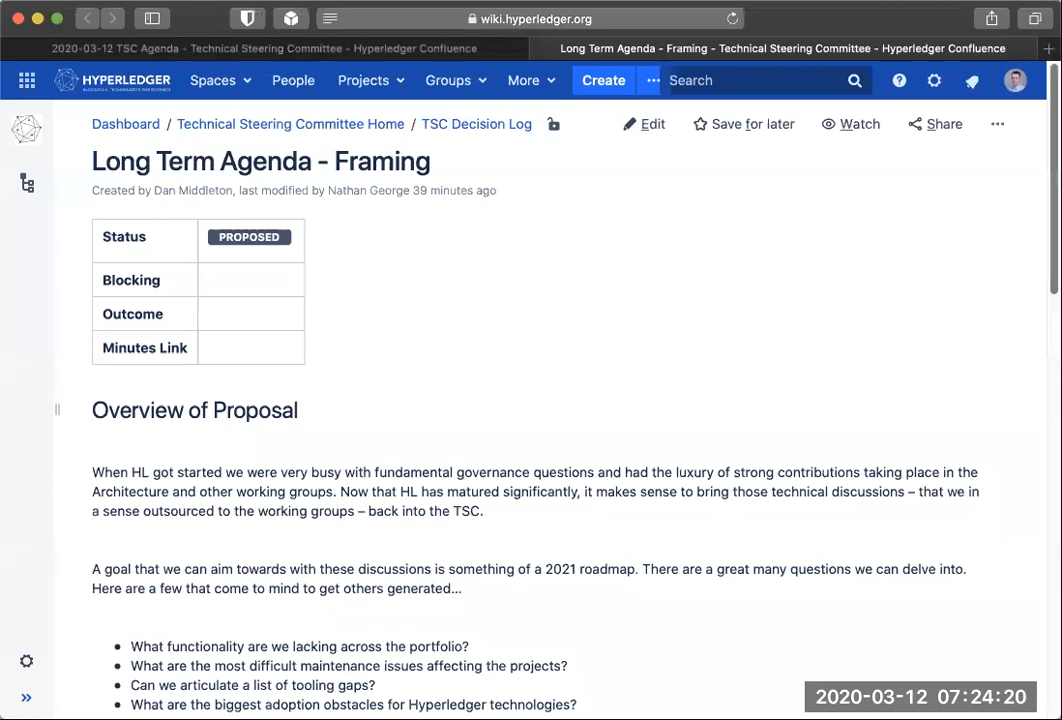 wiki.hyperledger.org
2020-03-12 TSC Agenda - Technical Steering Committee - Hyperledger Confluence
Long Term Agenda - Framing - Technical Steering Committee - Hyperledger Confluence
HYPERLEDGER Spaces People Projects Groups More Create ••• Search
Dashboard / Technical Steering Committee Home / TSC Decision Log Edit Save for later Watch Share •••
Long Term Agenda - Framing
Created by Dan Middleton, last modified by Nathan George 39 minutes ago
Status PROPOSED
Blocking
Outcome
Minutes Link
Overview of Proposal
When HL got started we were very busy with fundamental governance questions and had the luxury of strong contributions taking place in the
Architecture and other working groups. Now that HL has matured significantly, it makes sense to bring those technical discussions – that we in
a sense outsourced to the working groups – back into the TSC.
A goal that we can aim towards with these discussions is something of a 2021 roadmap. There are a great many questions we can delve into.
Here are a few that come to mind to get others generated...
• What functionality are we lacking across the portfolio?
• What are the most difficult maintenance issues affecting the projects?
• Can we articulate a list of tooling gaps?
• What are the biggest adoption obstacles for Hyperledger technologies?
2020-03-12 07:24:20